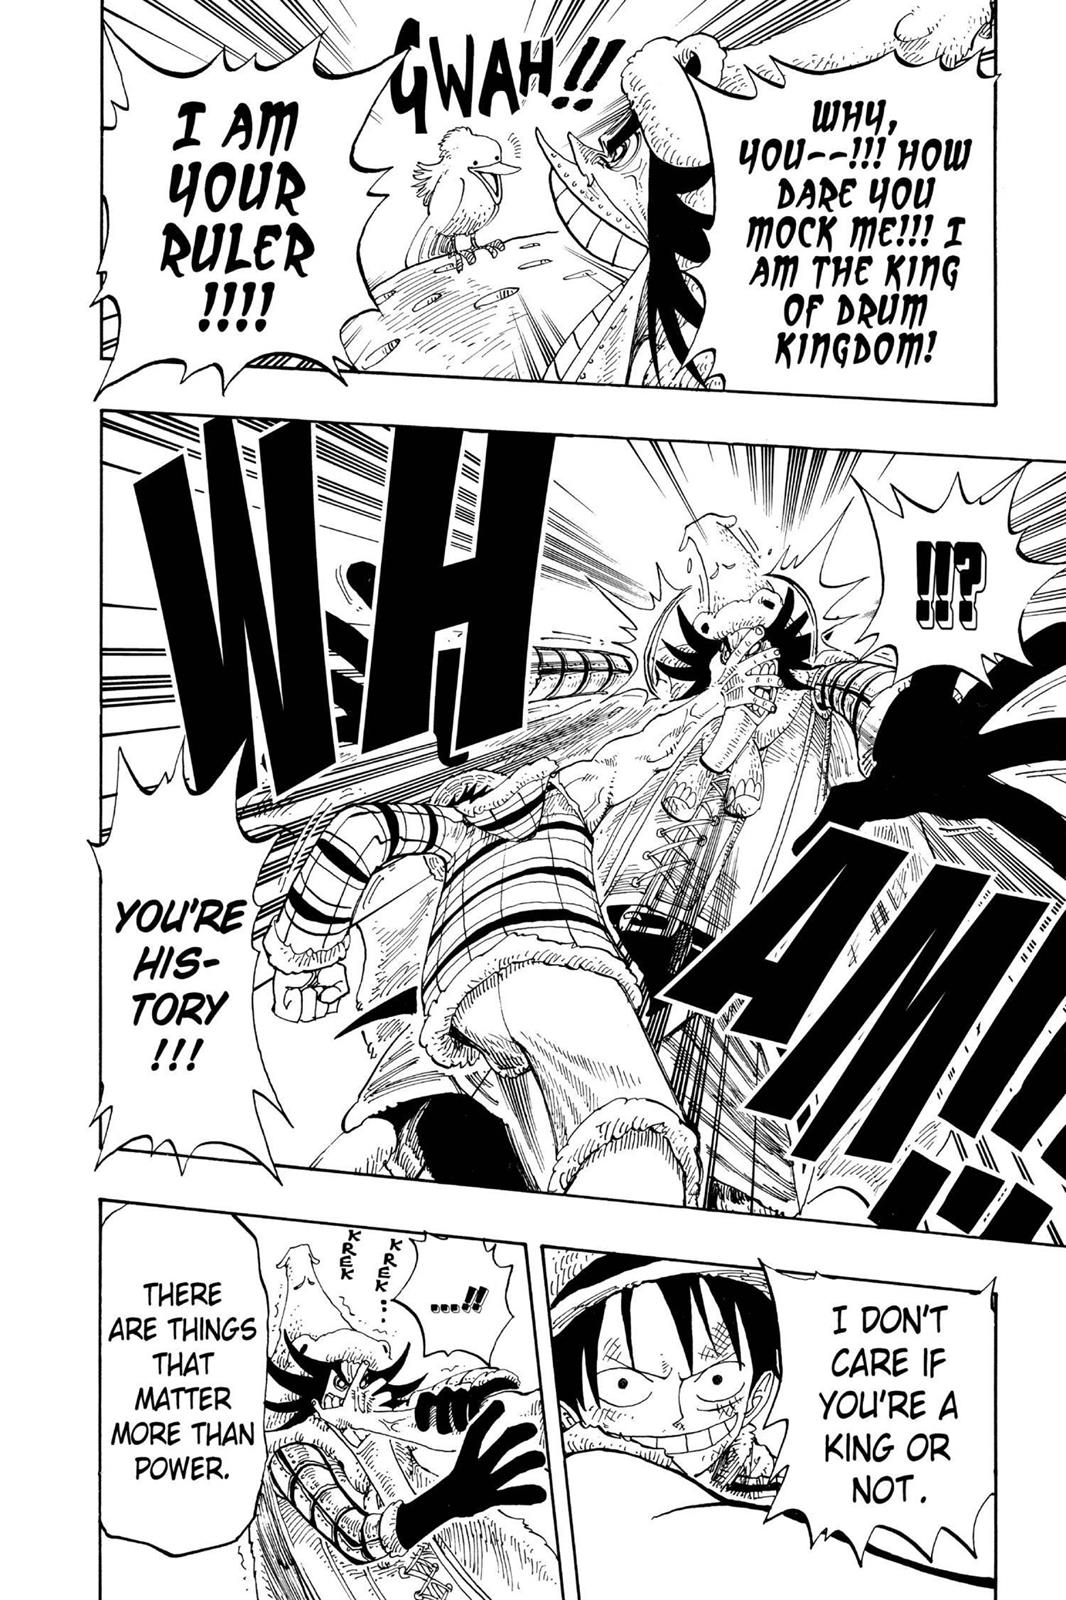 WHY,
YOU--!!! HOW
DARE YOU
MOCK ME!!! I
AM THE KING
OF DRUM
KINGDOM!
GWAH!!
I AM
YOUR
RULER
!!!!
!!?
WHAM!!
YOU'RE
HIS-
TORY
!!!
I DON'T
CARE IF
YOU'RE A
KING OR
NOT.
...!!
KREK...
KREK
THERE
ARE THINGS
THAT
MATTER
MORE THAN
POWER.